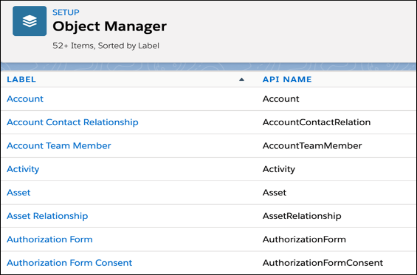 SETUP
Object Manager
52+ Items, Sorted by Label
LABEL API NAME
Account Account
Account Contact Relationship AccountContactRelation
Account Team Member AccountTeamMember
Activity Activity
Asset Asset
Asset Relationship AssetRelationship
Authorization Form AuthorizationForm
Authorization Form Consent AuthorizationFormConsent